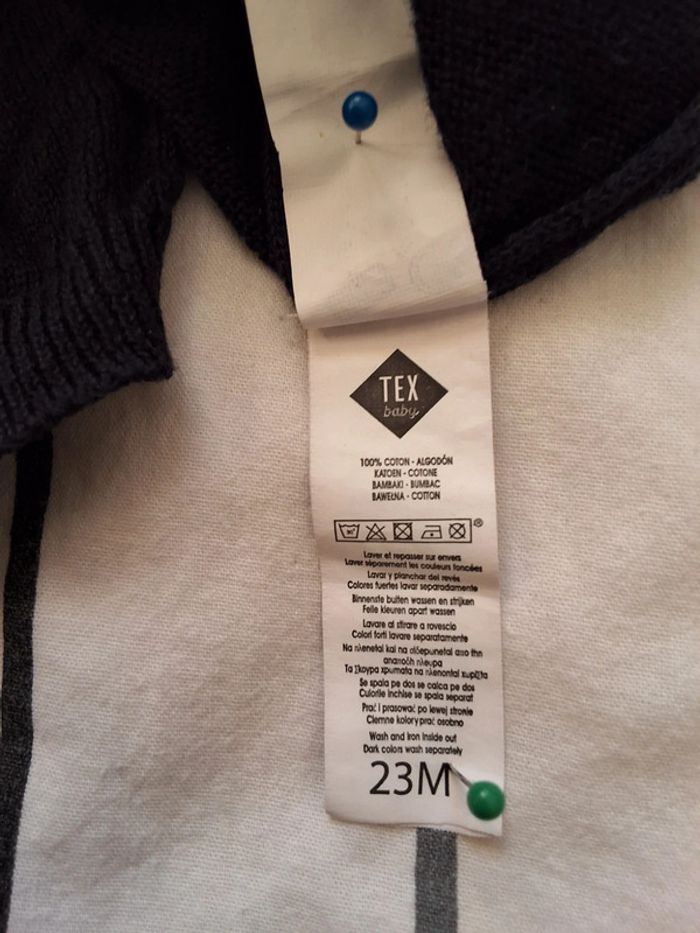 TEX
baby
100% COTON - ALGODÓN
KATOEN - COTONE
BAMBAKI - BUMBAC
BAWEŁNA - COTTON
30°
®
Laver et repasser sur envers
Laver séparement les couleurs foncées
Lavar y planchar del revés
Colores fuertes lavar separadamente
Binnenste buiten wassen en strijken
Felle kleuren apart wassen
Lavare al stirare a rovescio
Colori forti lavare separatamente
Na
Se spala pe dos se calca pe dos
Culorile inchise se spala separat
Prać i prasować po lewej stronie
Ciemne kolory prać osobno
Wash and iron inside out
Dark colors wash separately
23M